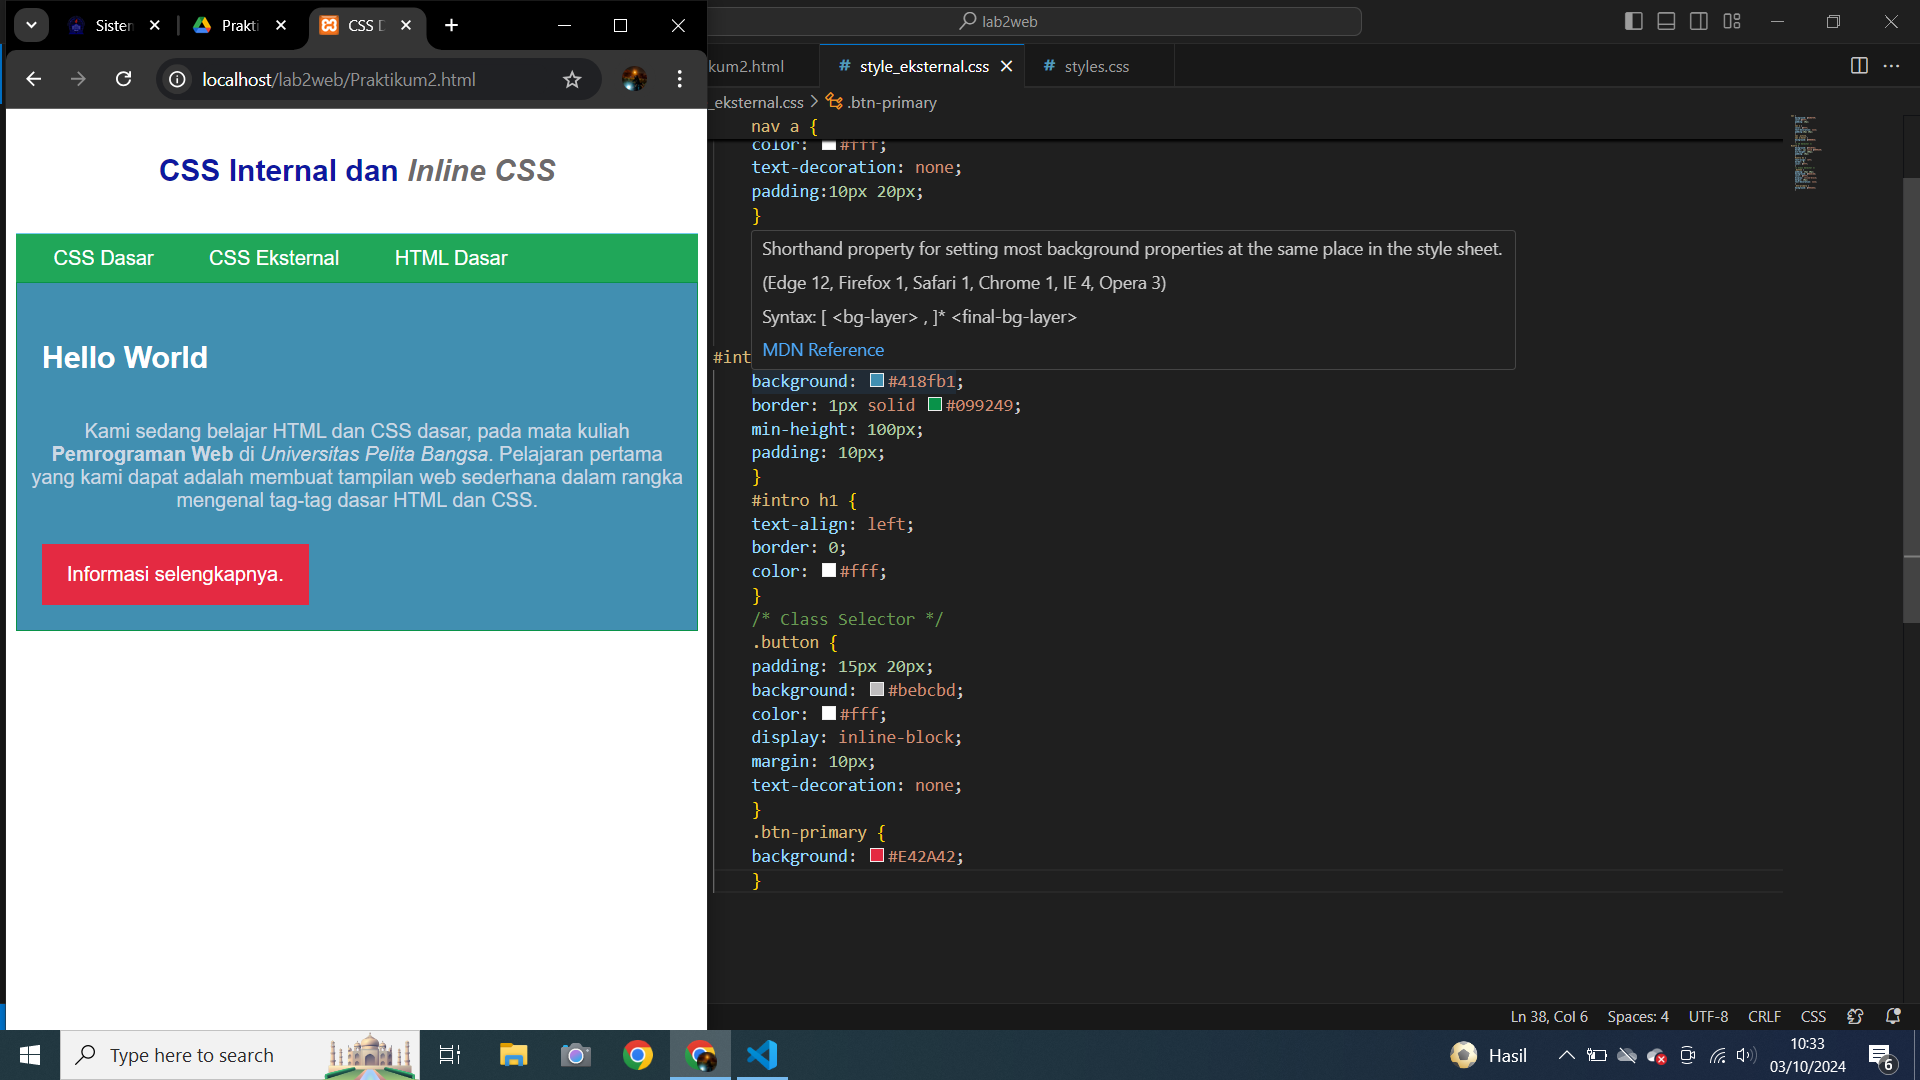 Sister
Prakti
CSS D
localhost/lab2web/Praktikum2.html
CSS Internal dan Inline CSS
CSS Dasar CSS Eksternal HTML Dasar
Hello World
Kami sedang belajar HTML dan CSS dasar, pada mata kuliah
Pemrograman Web di Universitas Pelita Bangsa. Pelajaran pertama
yang kami dapat adalah membuat tampilan web sederhana dalam rangka
mengenal tag-tag dasar HTML dan CSS.
Informasi selengkapnya.
lab2web
kum2.html
# style_eksternal.css
# styles.css
_eksternal.css > .btn-primary
nav a {
color: #fff;
text-decoration: none;
padding:10px 20px;
}
Shorthand property for setting most background properties at the same place in the style sheet.
(Edge 12, Firefox 1, Safari 1, Chrome 1, IE 4, Opera 3)
Syntax: [ <bg-layer> , ]* <final-bg-layer>
MDN Reference
#int
background: #418fb1;
border: 1px solid #099249;
min-height: 100px;
padding: 10px;
}
#intro h1 {
text-align: left;
border: 0;
color: #fff;
}
/* Class Selector */
.button {
padding: 15px 20px;
background: #bebcbd;
color: #fff;
display: inline-block;
margin: 10px;
text-decoration: none;
}
.btn-primary {
background: #E42A42;
}
Ln 38, Col 6 Spaces: 4 UTF-8 CRLF CSS
Type here to search
Hasil
10:33
03/10/2024
6